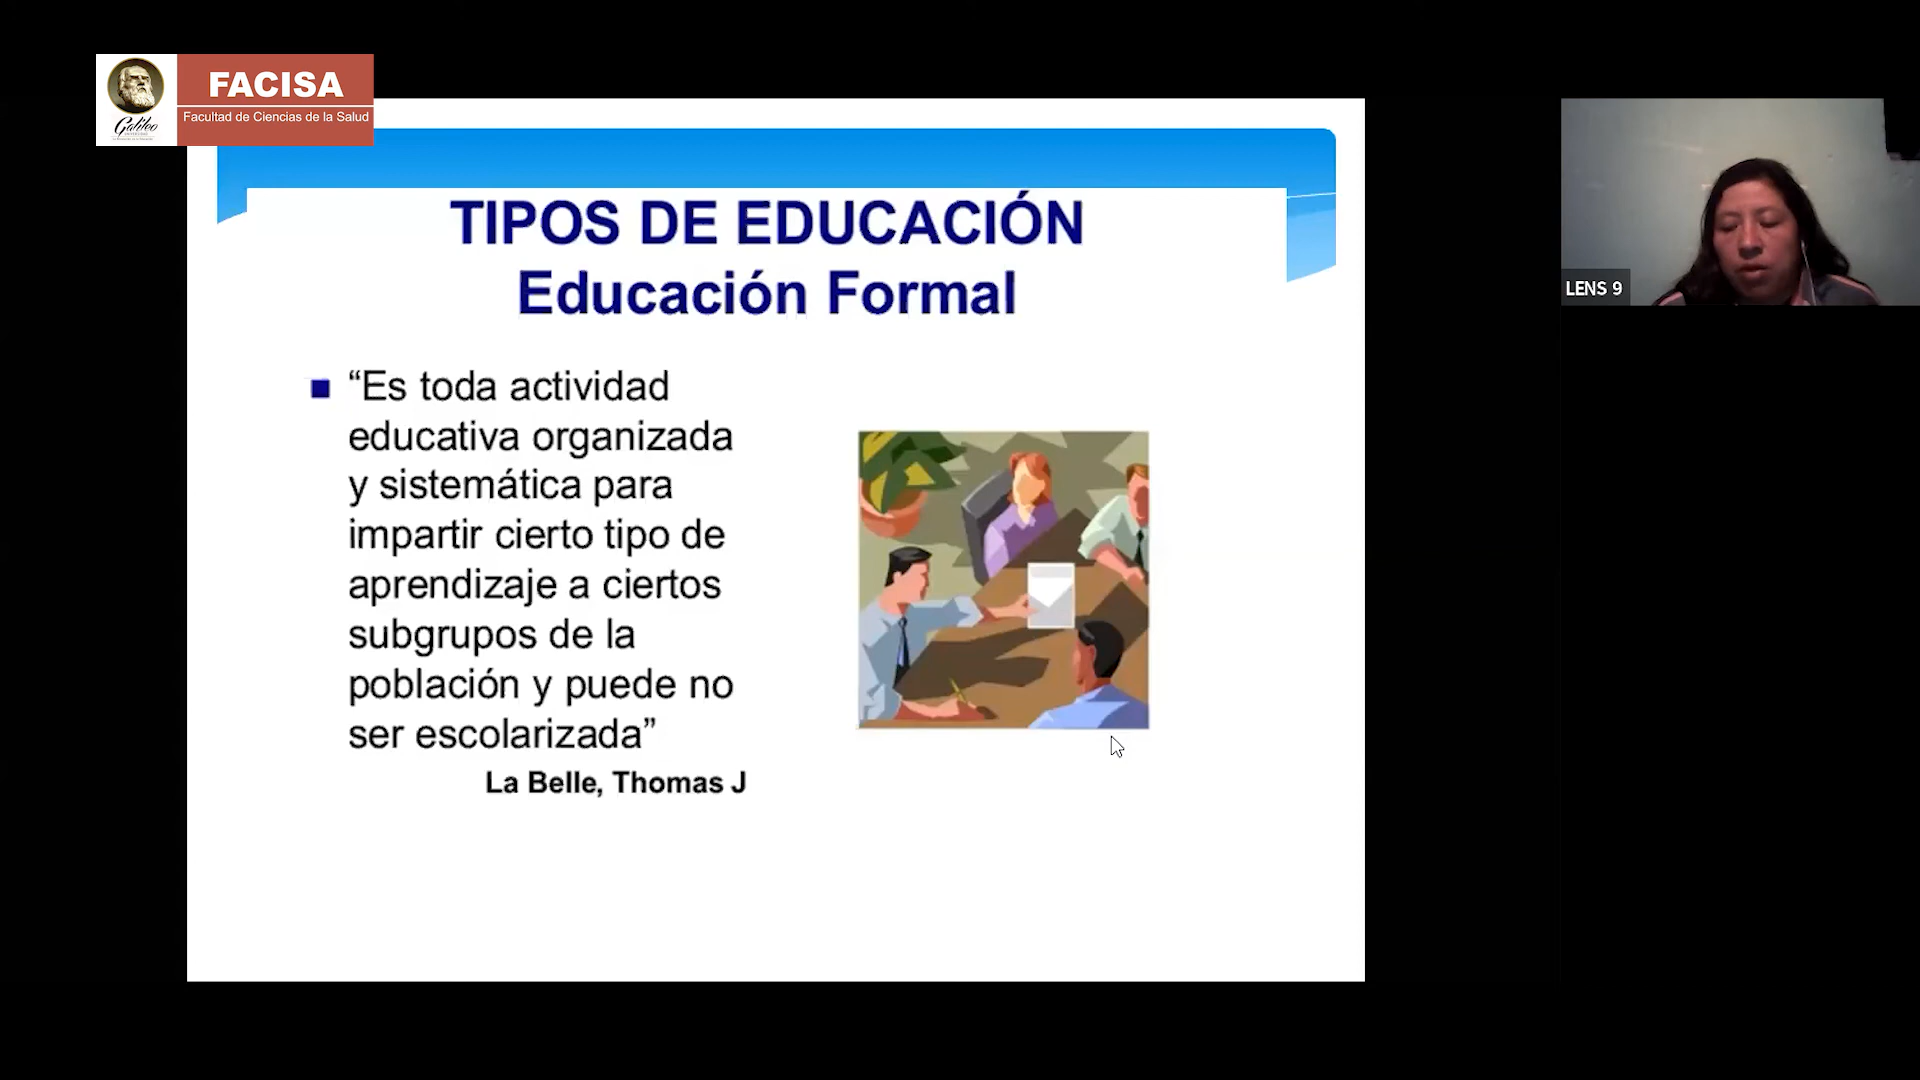 FACISA
Facultad de Ciencias de la Salud
Galileo
TIPOS DE EDUCACIÓN
Educación Formal
“Es toda actividad
educativa organizada
y sistemática para
impartir cierto tipo de
aprendizaje a ciertos
subgrupos de la
población y puede no
ser escolarizada”
La Belle, Thomas J
LENS 9